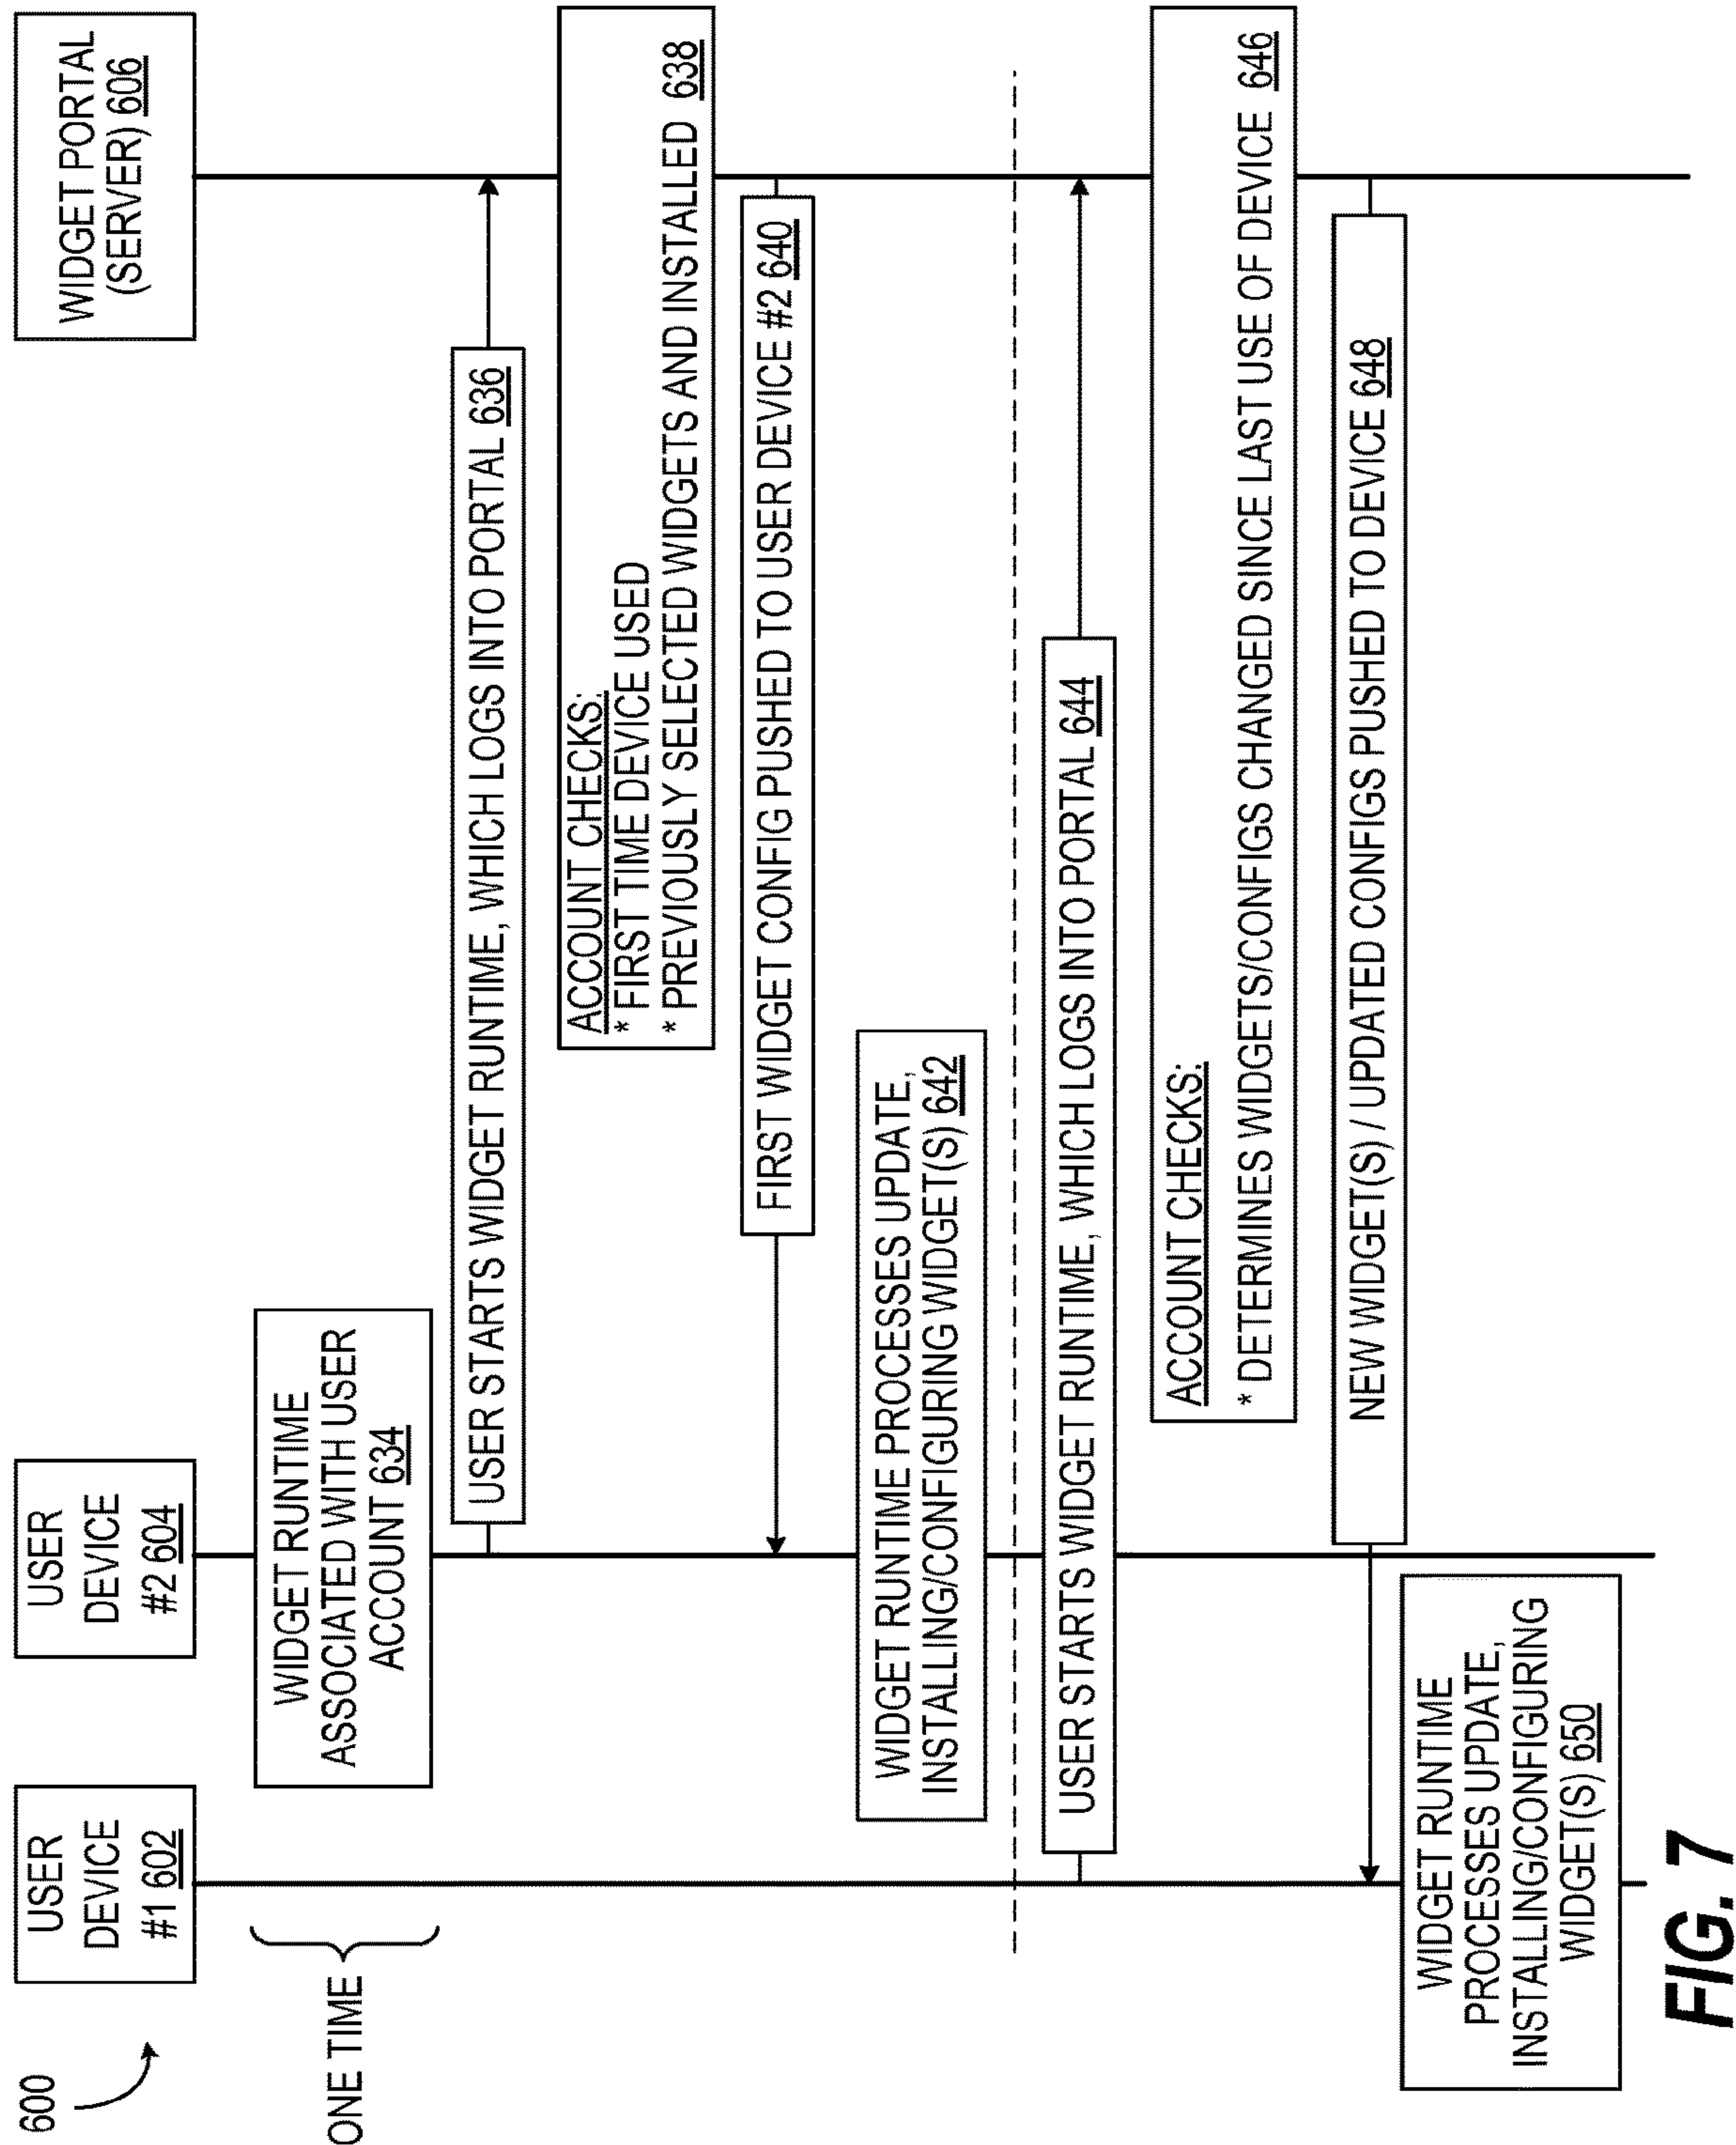 600
USER
DEVICE
#1 602
USER
DEVICE
#2 604
WIDGET PORTAL
(SERVER) 606
ONE TIME
WIDGET RUNTIME
ASSOCIATED WITH USER
ACCOUNT 634
USER STARTS WIDGET RUNTIME, WHICH LOGS INTO PORTAL 636
ACCOUNT CHECKS:
* FIRST TIME DEVICE USED
* PREVIOUSLY SELECTED WIDGETS AND INSTALLED 638
FIRST WIDGET CONFIG PUSHED TO USER DEVICE #2 640
WIDGET RUNTIME PROCESSES UPDATE,
INSTALLING/CONFIGURING WIDGET(S) 642
USER STARTS WIDGET RUNTIME, WHICH LOGS INTO PORTAL 644
ACCOUNT CHECKS:
* DETERMINES WIDGETS/CONFIGS CHANGED SINCE LAST USE OF DEVICE 646
NEW WIDGET(S) / UPDATED CONFIGS PUSHED TO DEVICE 648
WIDGET RUNTIME
PROCESSES UPDATE,
INSTALLING/CONFIGURING
WIDGET(S) 650
FIG. 7